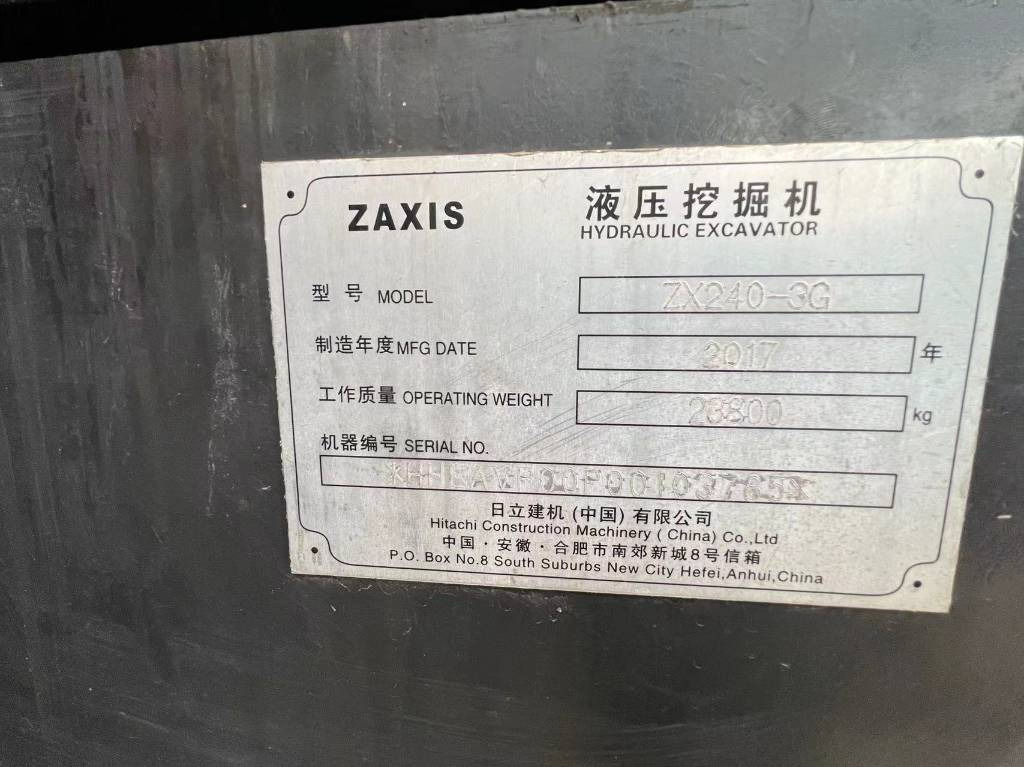 ZAXIS 液压挖掘机
HYDRAULIC EXCAVATOR
型号 MODEL ZX240-3G
制造年度 MFG DATE 2017 年
工作质量 OPERATING WEIGHT kg
机器编号 SERIAL NO.
日立建机 (中国) 有限公司
Hitachi Construction Machinery ( China) Co.,Ltd
中国·安徽·合肥市南郊新城8号信箱
P.O. Box No.8 South Suburbs New City Hefei,Anhui,China